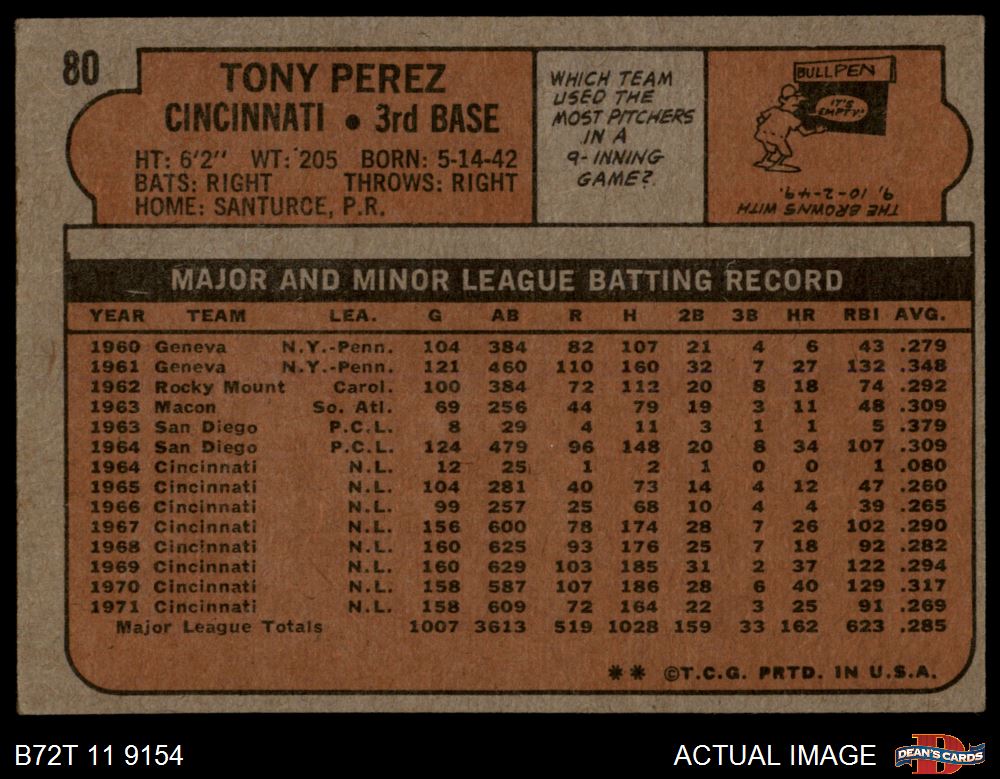 80
TONY PEREZ
CINCINNATI • 3rd BASE
HT: 6'2" WT: 205 BORN: 5-14-42
BATS: RIGHT THROWS: RIGHT
HOME: SANTURCE, P.R.
WHICH TEAM
USED THE
MOST PITCHERS
IN A
9-INNING
GAME?
BULLPEN
IT'S
EMPTY!
THE BROWNS WITH
9, 10-2-49.
MAJOR AND MINOR LEAGUE BATTING RECORD
YEAR TEAM LEA. G AB R H 2B 3B HR RBI AVG.
1960 Geneva N.Y.-Penn. 104 384 82 107 21 4 6 43 .279
1961 Geneva N.Y.-Penn. 121 460 110 160 32 7 27 132 .348
1962 Rocky Mount Carol. 100 384 72 112 20 8 18 74 .292
1963 Macon So. Atl. 69 256 44 79 19 3 11 48 .309
1963 San Diego P.C.L. 8 29 4 11 3 1 1 5 .379
1964 San Diego P.C.L. 124 479 96 148 20 8 34 107 .309
1964 Cincinnati N.L. 12 25 1 2 1 0 0 1 .080
1965 Cincinnati N.L. 104 281 40 73 14 4 12 47 .260
1966 Cincinnati N.L. 99 257 25 68 10 4 4 39 .265
1967 Cincinnati N.L. 156 600 78 174 28 7 26 102 .290
1968 Cincinnati N.L. 160 625 93 176 25 7 18 92 .282
1969 Cincinnati N.L. 160 629 103 185 31 2 37 122 .294
1970 Cincinnati N.L. 158 587 107 186 28 6 40 129 .317
1971 Cincinnati N.L. 158 609 72 164 22 3 25 91 .269
Major League Totals 1007 3613 519 1028 159 33 162 623 .285
** ©T.C.G. PRTD. IN U.S.A.
B72T 11 9154
ACTUAL IMAGE
DEAN'S CARDS